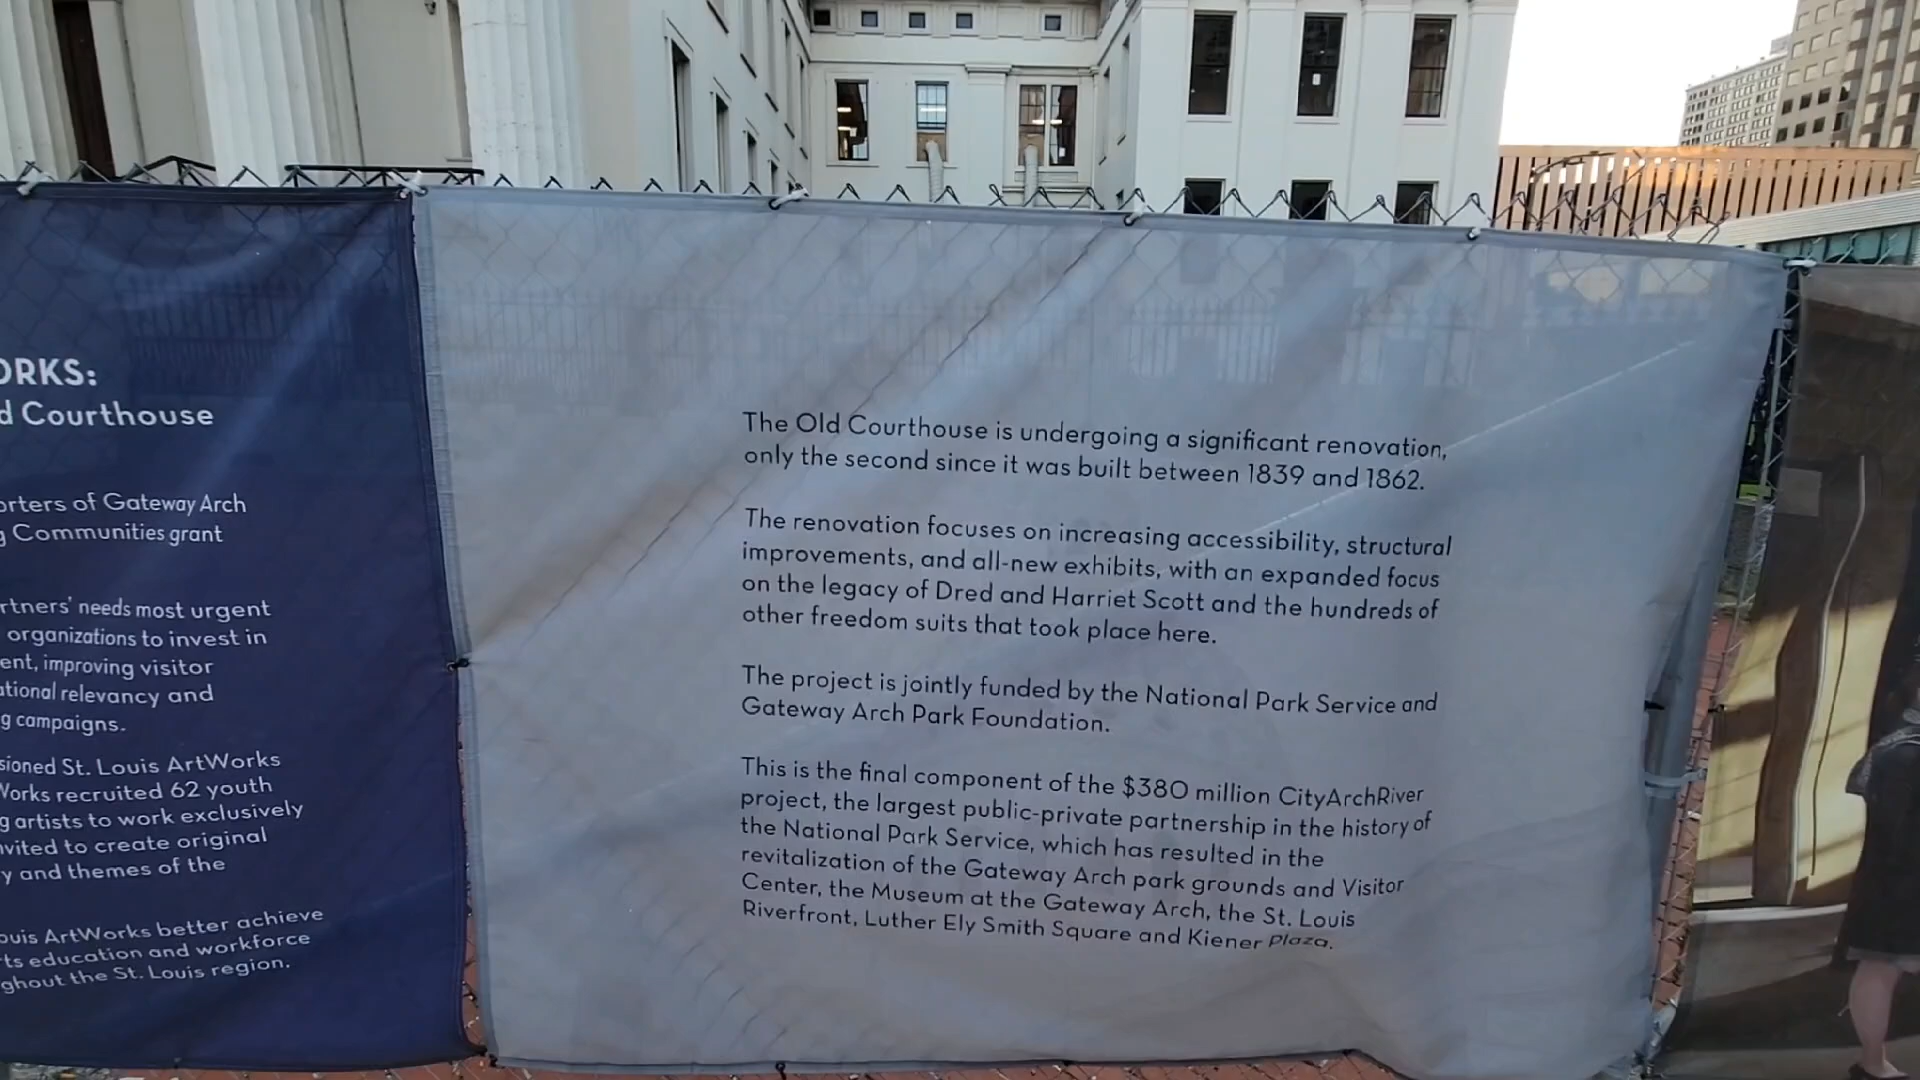 ORKS:
d Courthouse
orters of Gateway Arch
g Communities grant
rtners' needs most urgent
organizations to invest in
ent, improving visitor
ational relevancy and
g campaigns.
sioned St. Louis ArtWorks
Works recruited 62 youth
g artists to work exclusively
nvited to create original
y and themes of the
ouis ArtWorks better achieve
ts education and workforce
ghout the St. Louis region.
The Old Courthouse is undergoing a significant renovation,
only the second since it was built between 1839 and 1862.
The renovation focuses on increasing accessibility, structural
improvements, and all-new exhibits, with an expanded focus
on the legacy of Dred and Harriet Scott and the hundreds of
other freedom suits that took place here.
The project is jointly funded by the National Park Service and
Gateway Arch Park Foundation.
This is the final component of the $380 million CityArchRiver
project, the largest public-private partnership in the history of
the National Park Service, which has resulted in the
revitalization of the Gateway Arch park grounds and Visitor
Center, the Museum at the Gateway Arch, the St. Louis
Riverfront, Luther Ely Smith Square and Kiener Plaza.